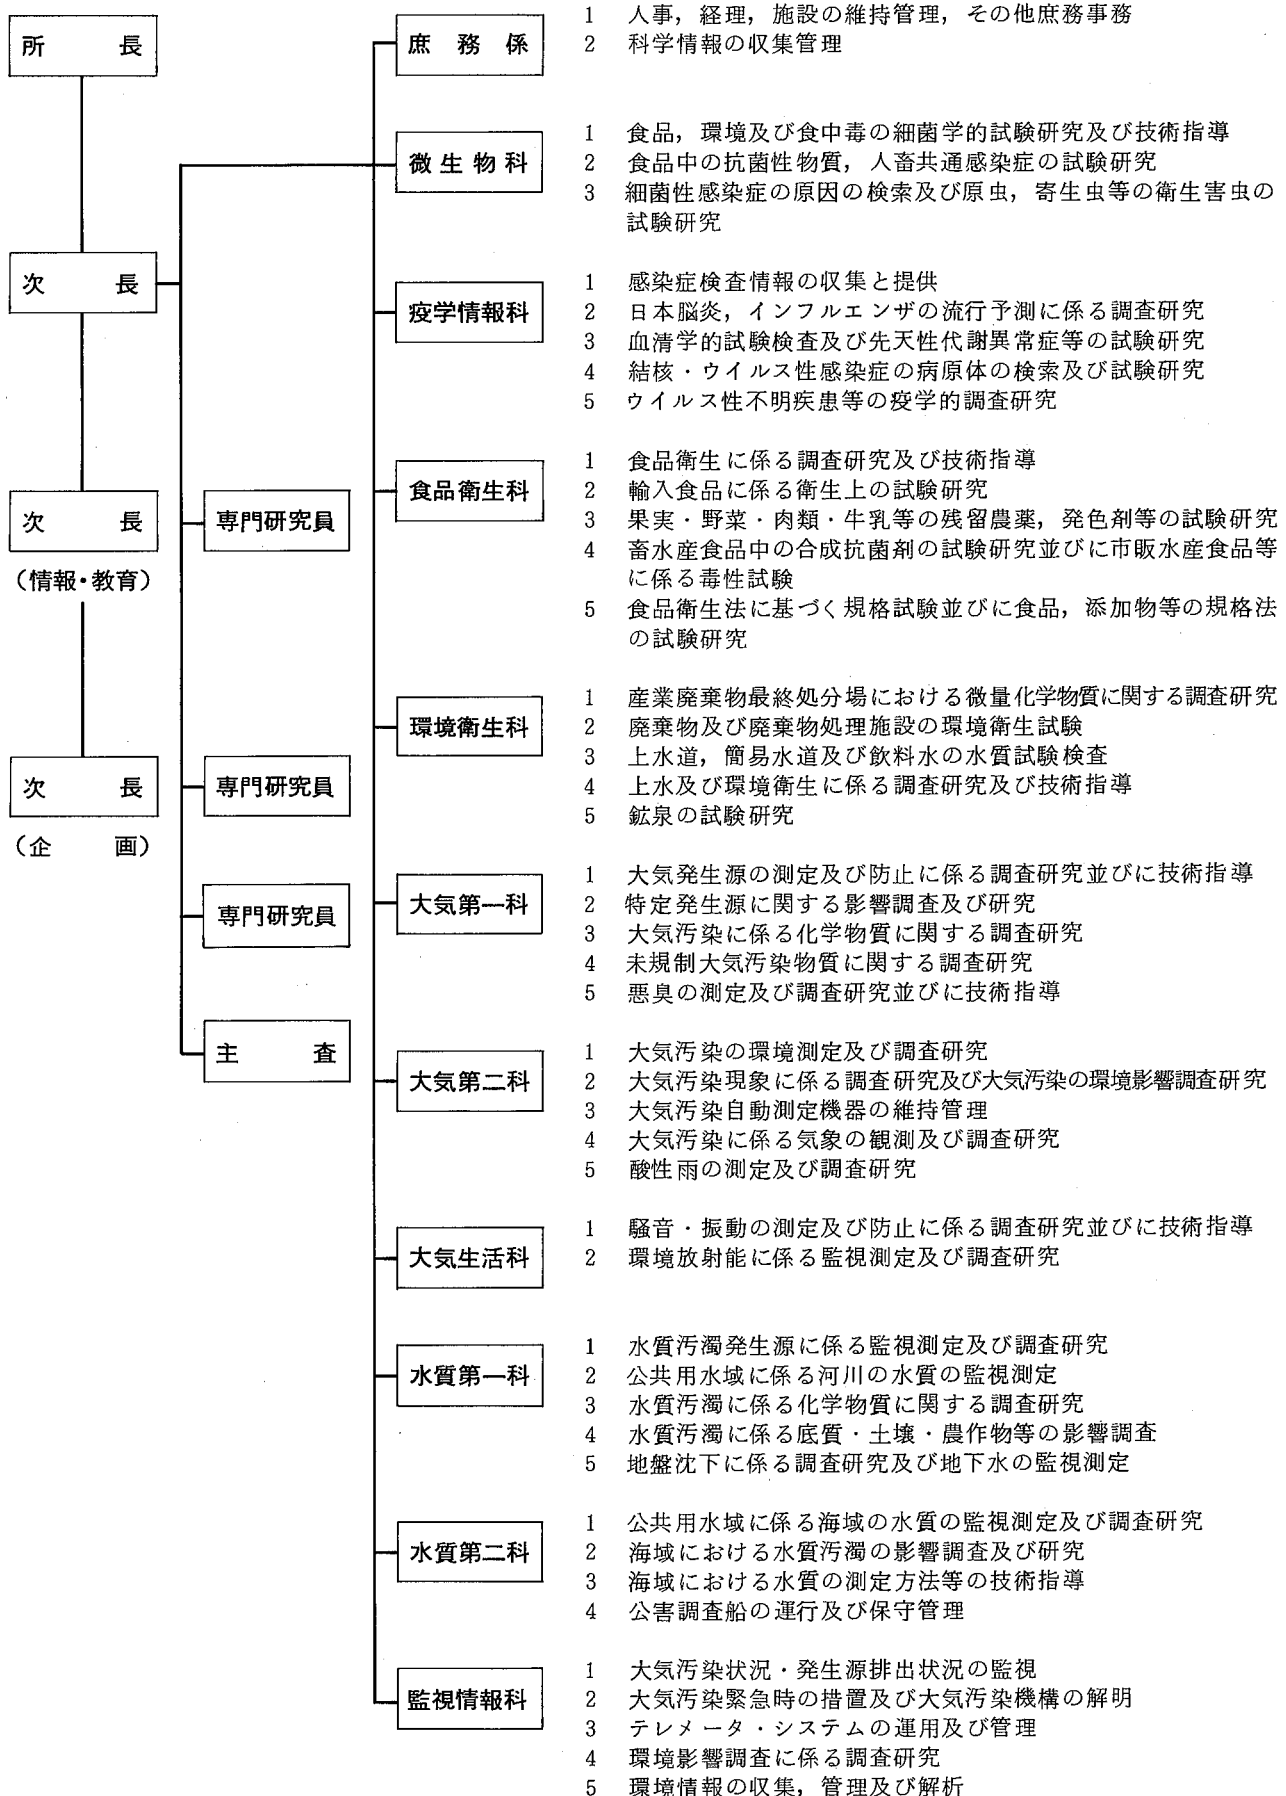 所 長
次 長
次 長
(情報・教育)
次 長
(企 画)
専門研究員
専門研究員
専門研究員
主 査
庶 務 係
1 人事，経理，施設の維持管理，その他庶務事務
2 科学情報の収集管理
微 生 物 科
1 食品，環境及び食中毒の細菌学的試験研究及び技術指導
2 食品中の抗菌性物質，人畜共通感染症の試験研究
3 細菌性感染症の原因の検索及び原虫，寄生虫等の衛生害虫の
試験研究
疫学情報科
1 感染症検査情報の収集と提供
2 日本脳炎，インフルエンザの流行予測に係る調査研究
3 血清学的試験検査及び先天性代謝異常症等の試験研究
4 結核・ウイルス性感染症の病原体の検索及び試験研究
5 ウイルス性不明疾患等の疫学的調査研究
食品衛生科
1 食品衛生に係る調査研究及び技術指導
2 輸入食品に係る衛生上の試験研究
3 果実・野菜・肉類・牛乳等の残留農薬，発色剤等の試験研究
4 畜水産食品中の合成抗菌剤の試験研究並びに市販水産食品等
に係る毒性試験
5 食品衛生法に基づく規格試験並びに食品，添加物等の規格法
の試験研究
環境衛生科
1 産業廃棄物最終処分場における微量化学物質に関する調査研究
2 廃棄物及び廃棄物処理施設の環境衛生試験
3 上水道，簡易水道及び飲料水の水質試験検査
4 上水及び環境衛生に係る調査研究及び技術指導
5 鉱泉の試験研究
大気第一科
1 大気発生源の測定及び防止に係る調査研究並びに技術指導
2 特定発生源に関する影響調査及び研究
3 大気汚染に係る化学物質に関する調査研究
4 未規制大気汚染物質に関する調査研究
5 悪臭の測定及び調査研究並びに技術指導
大気第二科
1 大気汚染の環境測定及び調査研究
2 大気汚染現象に係る調査研究及び大気汚染の環境影響調査研究
3 大気汚染自動測定機器の維持管理
4 大気汚染に係る気象の観測及び調査研究
5 酸性雨の測定及び調査研究
大気生活科
1 騒音・振動の測定及び防止に係る調査研究並びに技術指導
2 環境放射能に係る監視測定及び調査研究
水質第一科
1 水質汚濁発生源に係る監視測定及び調査研究
2 公共用水域に係る河川の水質の監視測定
3 水質汚濁に係る化学物質に関する調査研究
4 水質汚濁に係る底質・土壌・農作物等の影響調査
5 地盤沈下に係る調査研究及び地下水の監視測定
水質第二科
1 公共用水域に係る海域の水質の監視測定及び調査研究
2 海域における水質汚濁の影響調査及び研究
3 海域における水質の測定方法等の技術指導
4 公害調査船の運行及び保守管理
監視情報科
1 大気汚染状況・発生源排出状況の監視
2 大気汚染緊急時の措置及び大気汚染機構の解明
3 テレメータ・システムの運用及び管理
4 環境影響調査に係る調査研究
5 環境情報の収集，管理及び解析